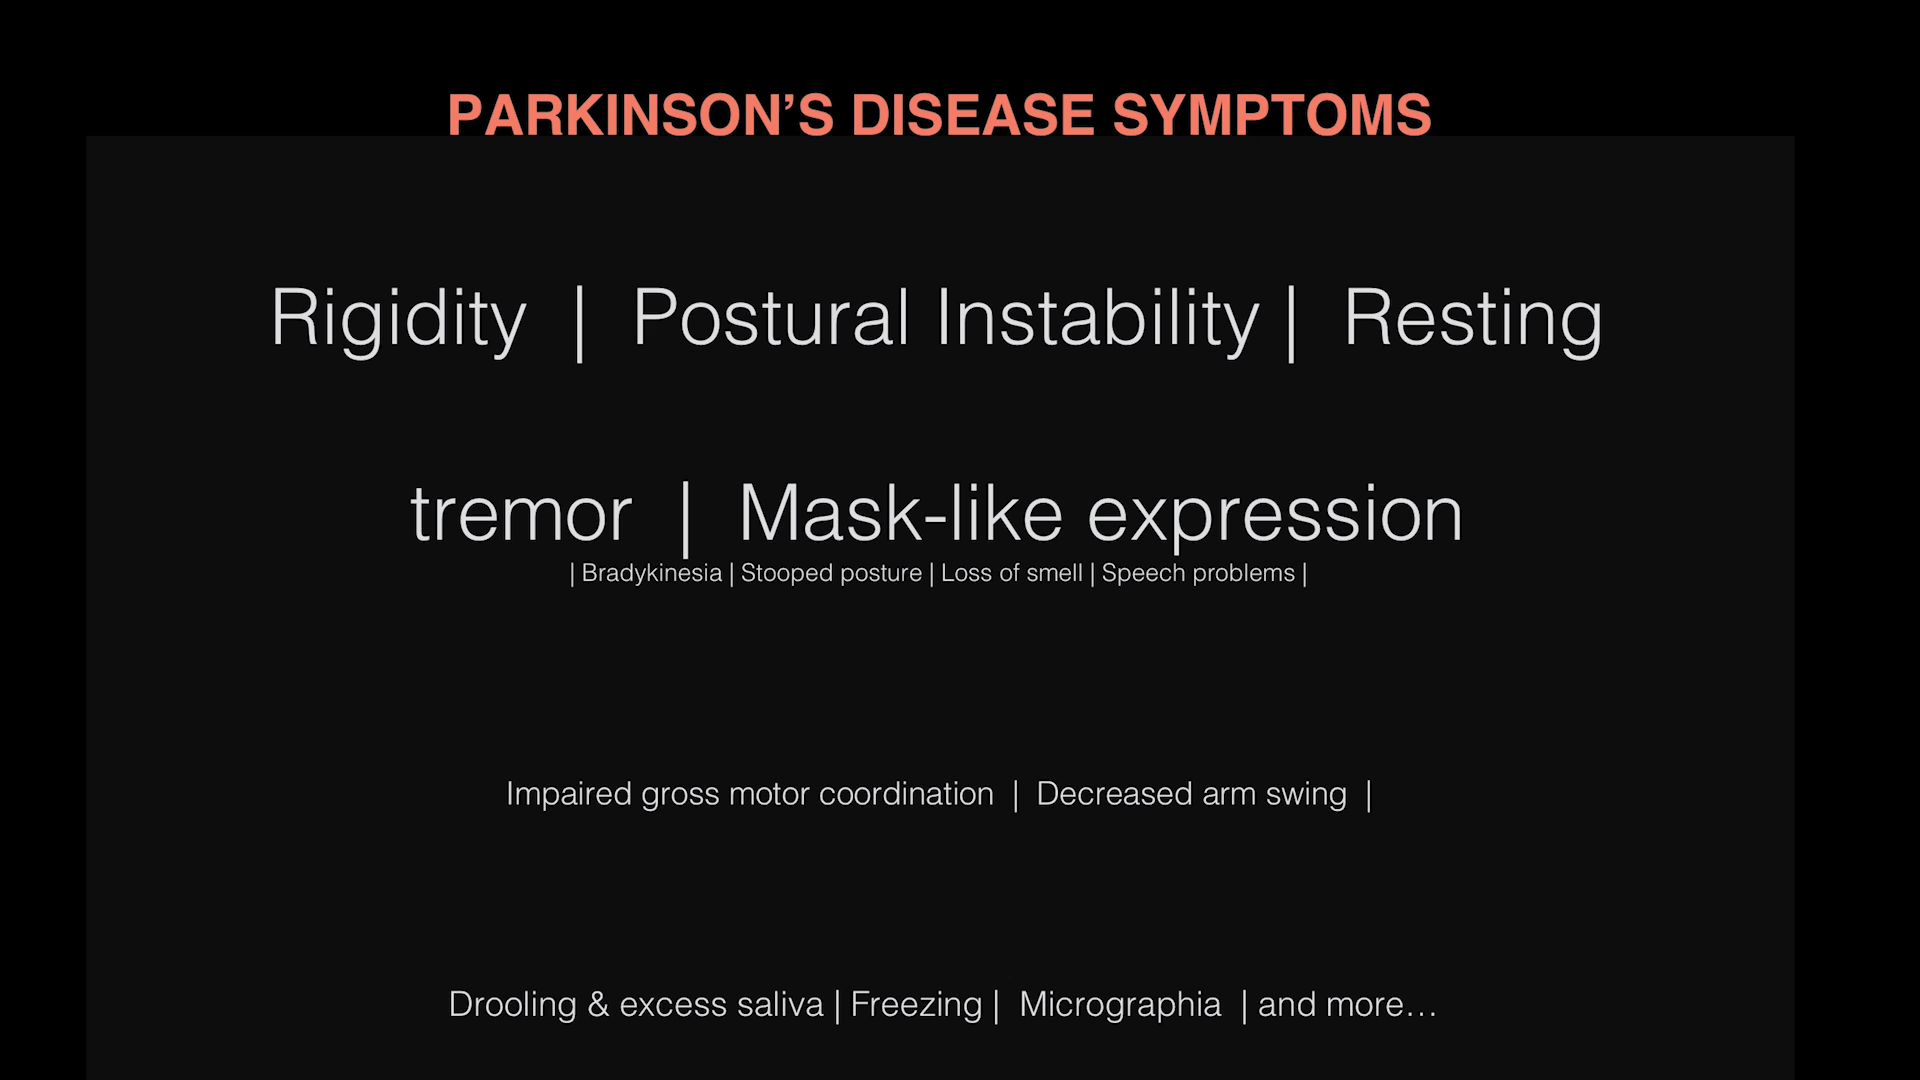 PARKINSON’S DISEASE SYMPTOMS
Rigidity | Postural Instability | Resting
tremor | Mask-like expression
| Bradykinesia | Stooped posture | Loss of smell | Speech problems |
Impaired gross motor coordination | Decreased arm swing |
Drooling & excess saliva | Freezing | Micrographia | and more…